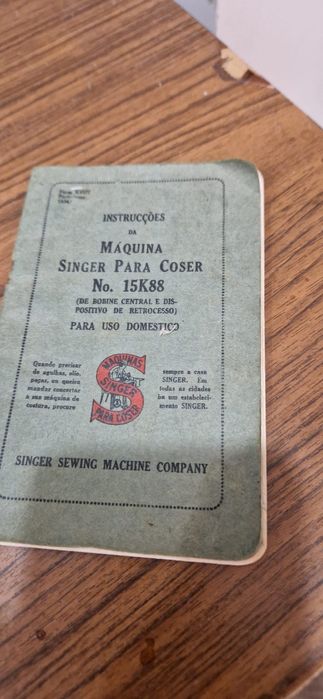 INSTRUCÇÕES
DA
MÁQUINA
SINGER PARA COSER
No. 15K88
(DE BOBINE CENTRAL E DIS-
POSITIVO DE RETROCESSO)
PARA USO DOMESTICO
Quando precisar
de agulhas, oleo,
peças, ou queira
mandar concertar
a sua máquina de
costura, procure
MAQUINAS
SINGER
PARA COSER
sempre a casa
SINGER. Em
todas as cidades
ha um estabeleci-
mento SINGER.
SINGER SEWING MACHINE COMPANY